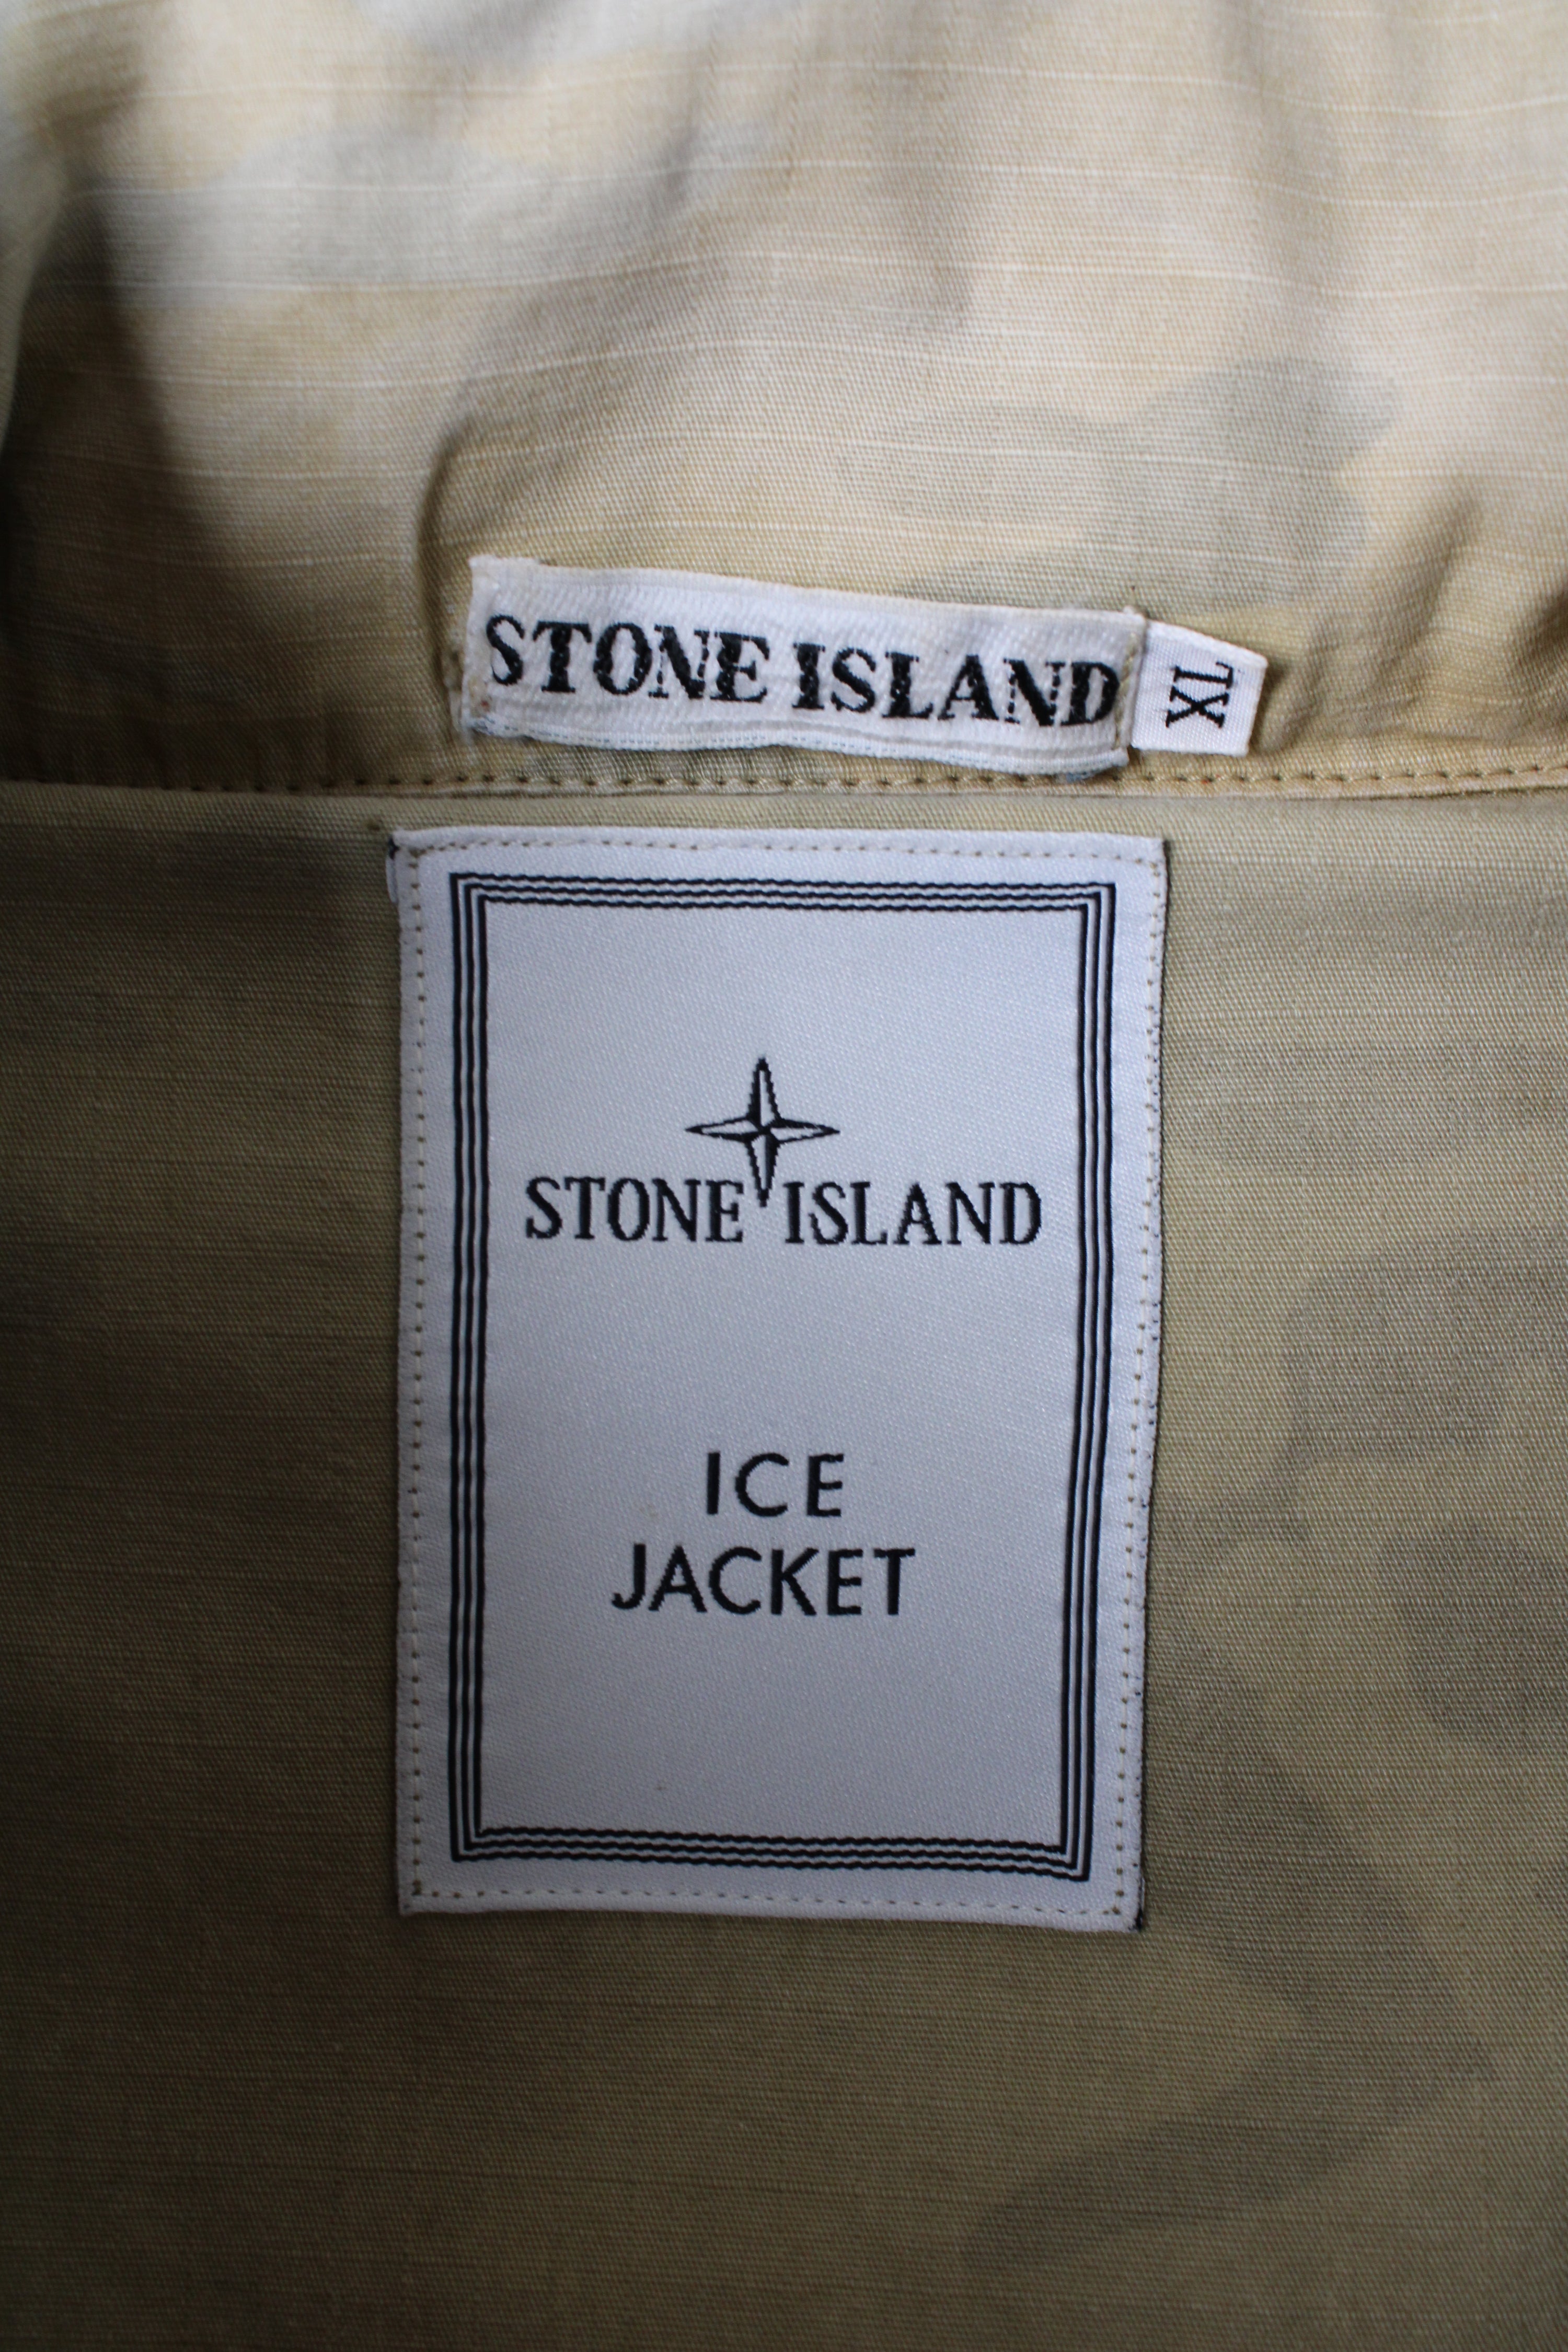 STONE ISLAND
XL
STONE ISLAND
ICE
JACKET